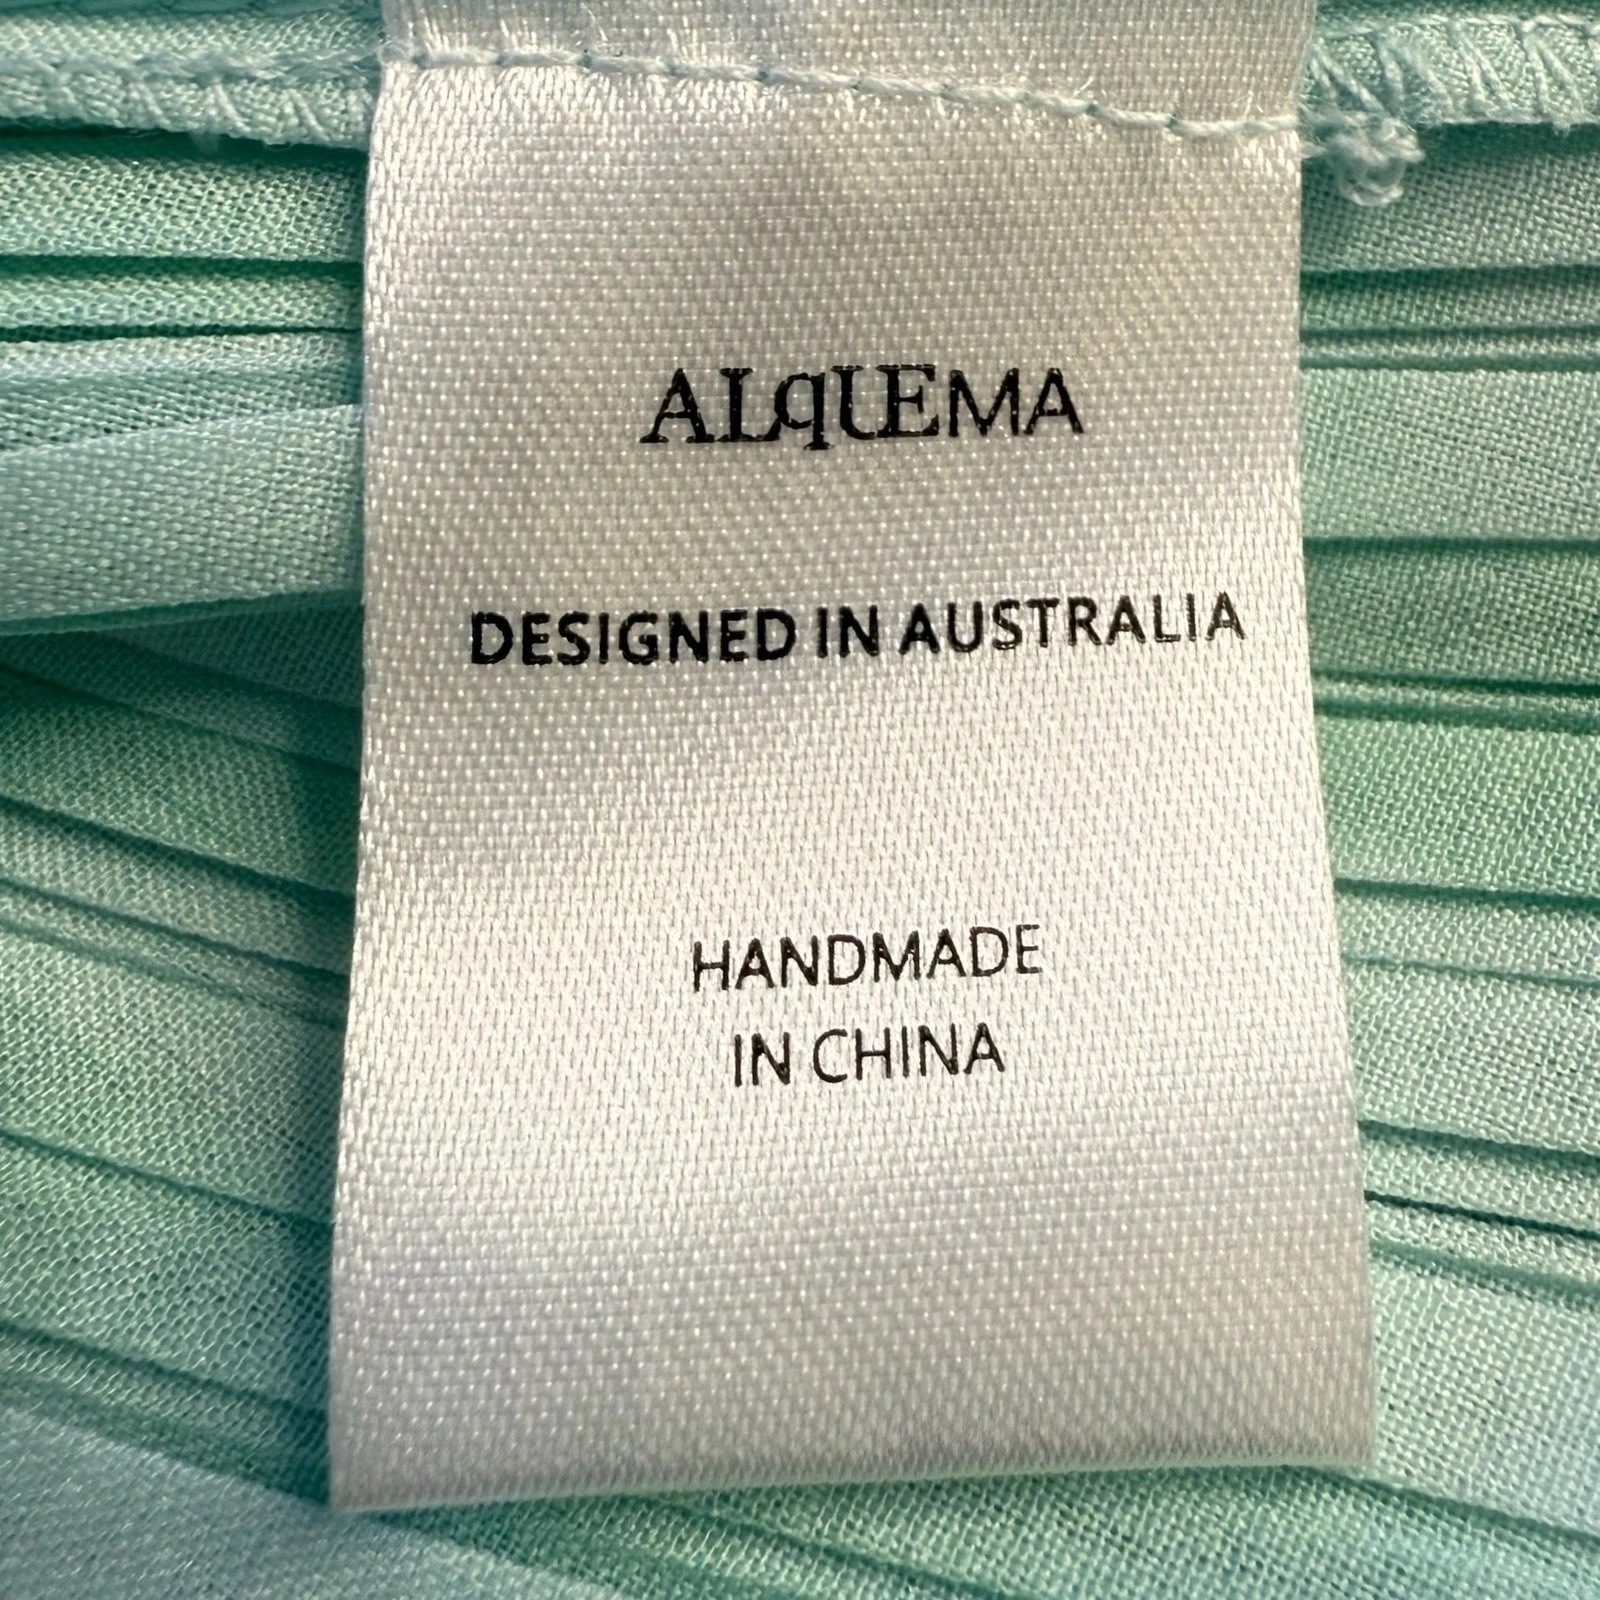 ALqUEMA
DESIGNED IN AUSTRALIA
HANDMADE
IN CHINA